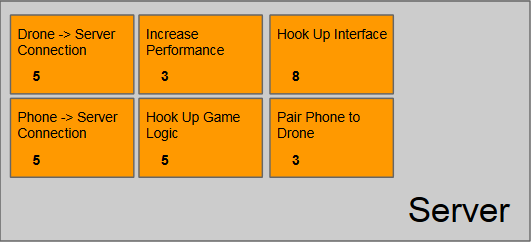 Drone -> Server
Connection
5
Increase
Performance
3
Hook Up Interface
8
Phone -> Server
Connection
5
Hook Up Game
Logic
5
Pair Phone to
Drone
3
Server